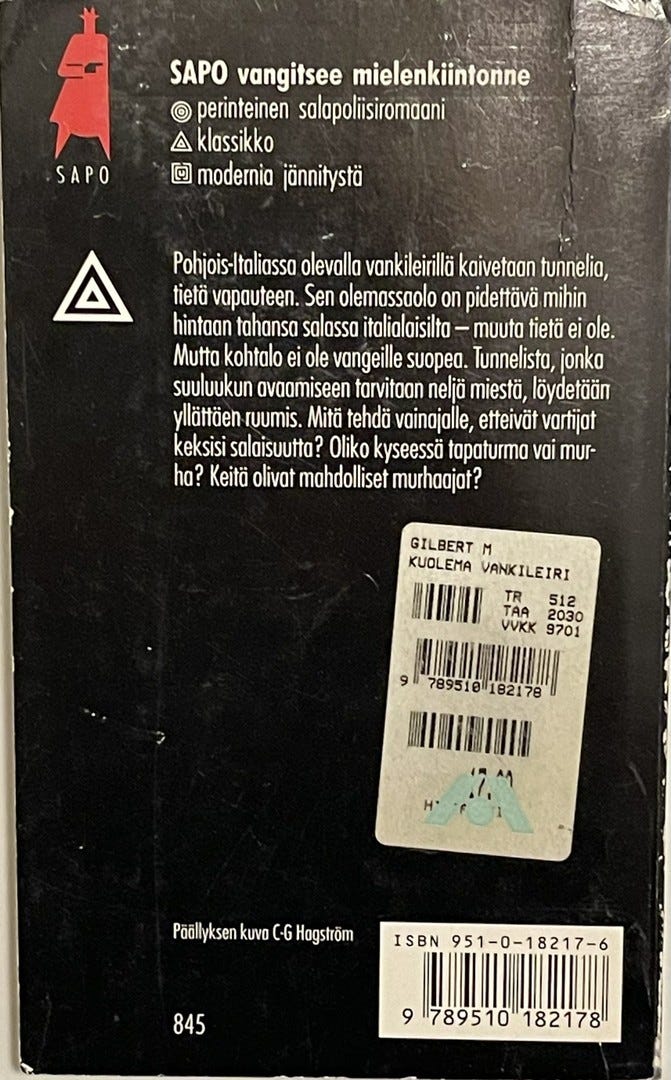 SAPO vangitsee mielenkiintonne
perinteinen salapoliisiromaani
klassikko
modernia jännitystä
SAPO
Pohjois-Italiassa olevalla vankileirillä kaivetaan tunnelia,
tietä vapauteen. Sen olemassaolo on pidettävä mihin
hintaan tahansa salassa italialaisilta – muuta tietä ei ole.
Mutta kohtalo ei ole vangeille suopea. Tunnelista, jonka
suuluukun avaamiseen tarvitaan neljä miestä, löydetään
yllättäen ruumis. Mitä tehdä vainajalle, etteivät vartijat
keksisi salaisuutta? Oliko kyseessä tapaturma vai mur-
ha? Keitä olivat mahdolliset murhaajat?
GILBERT M
KUOLEMA VANKILEIRI
TR 512
TAA 2030
VVKK 9701
9 789510 182178
Päällyksen kuva C-G Hagström
ISBN 951-0-18217-6
9 789510 182178
845